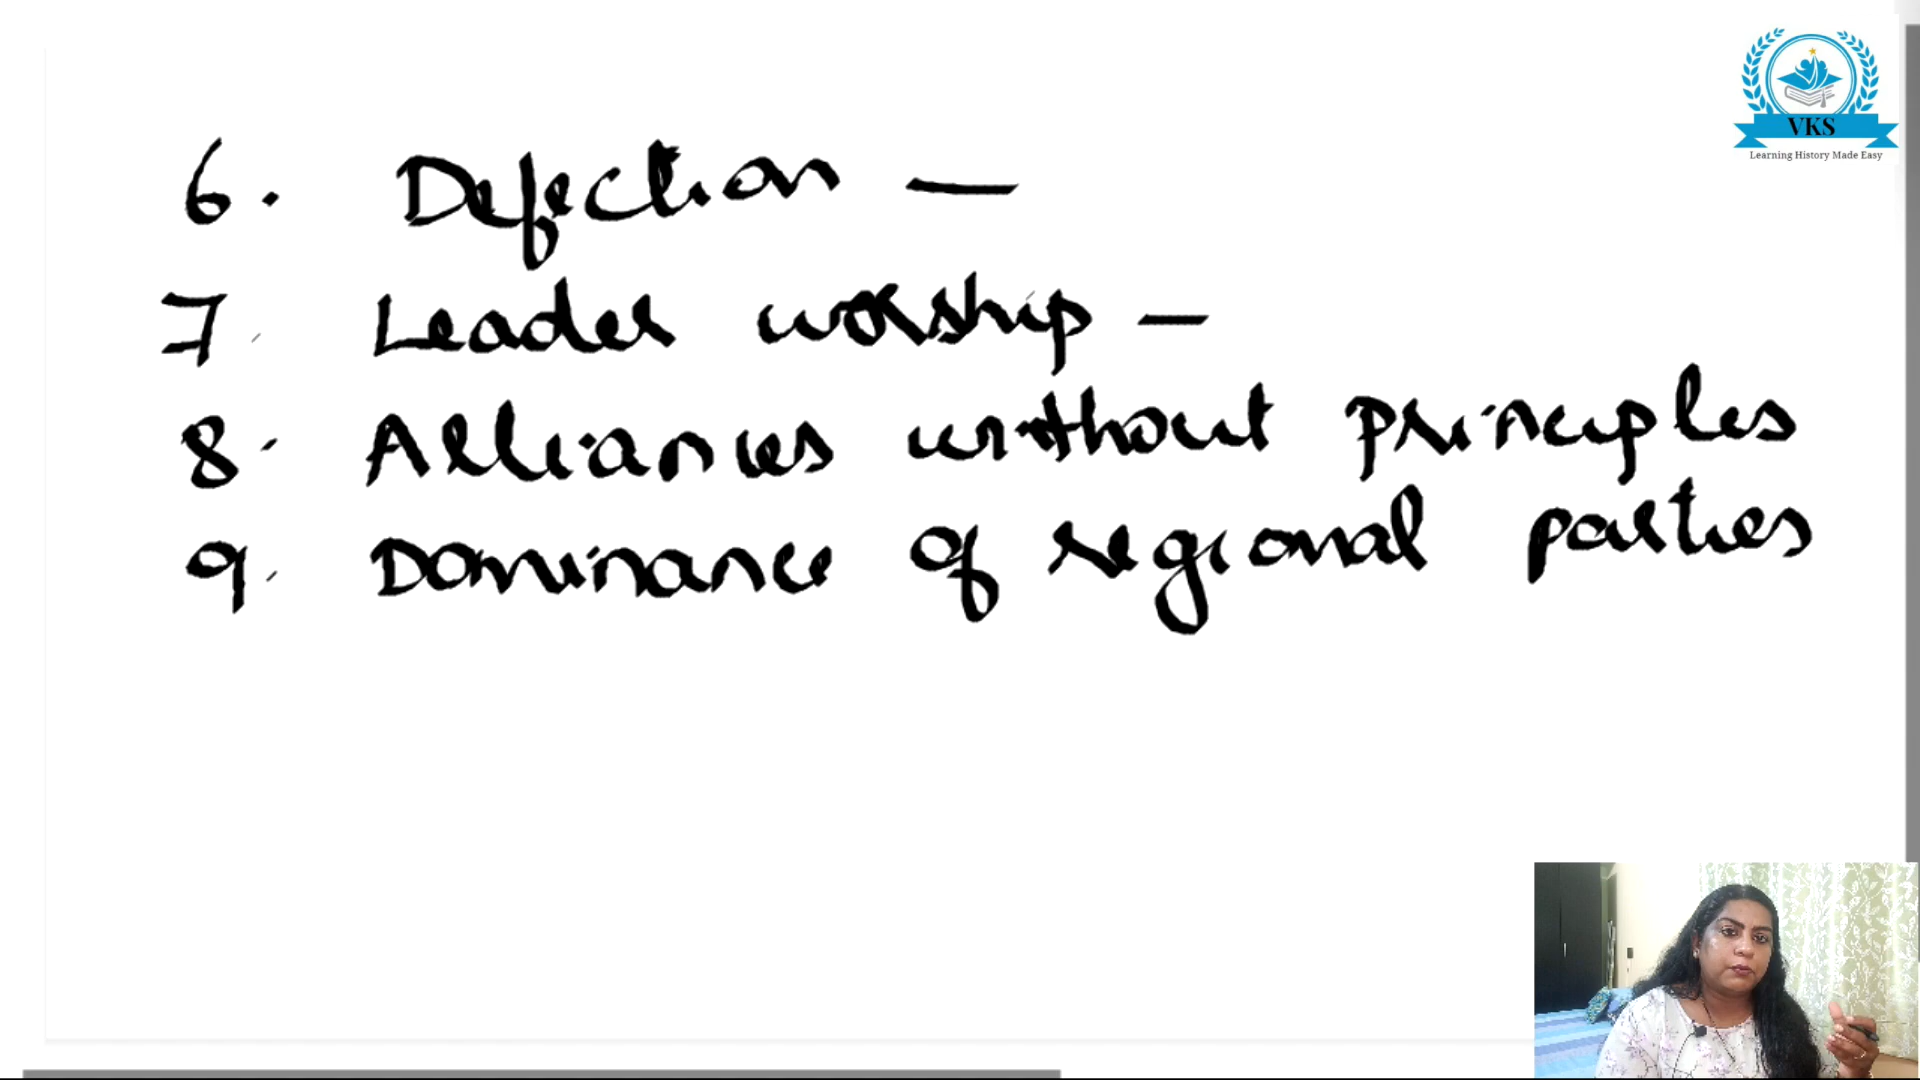 VKS
Learning History Made Easy
6. Defection –
7. Leader worship –
8. Alliances without principles
9. Dominance of regional parties